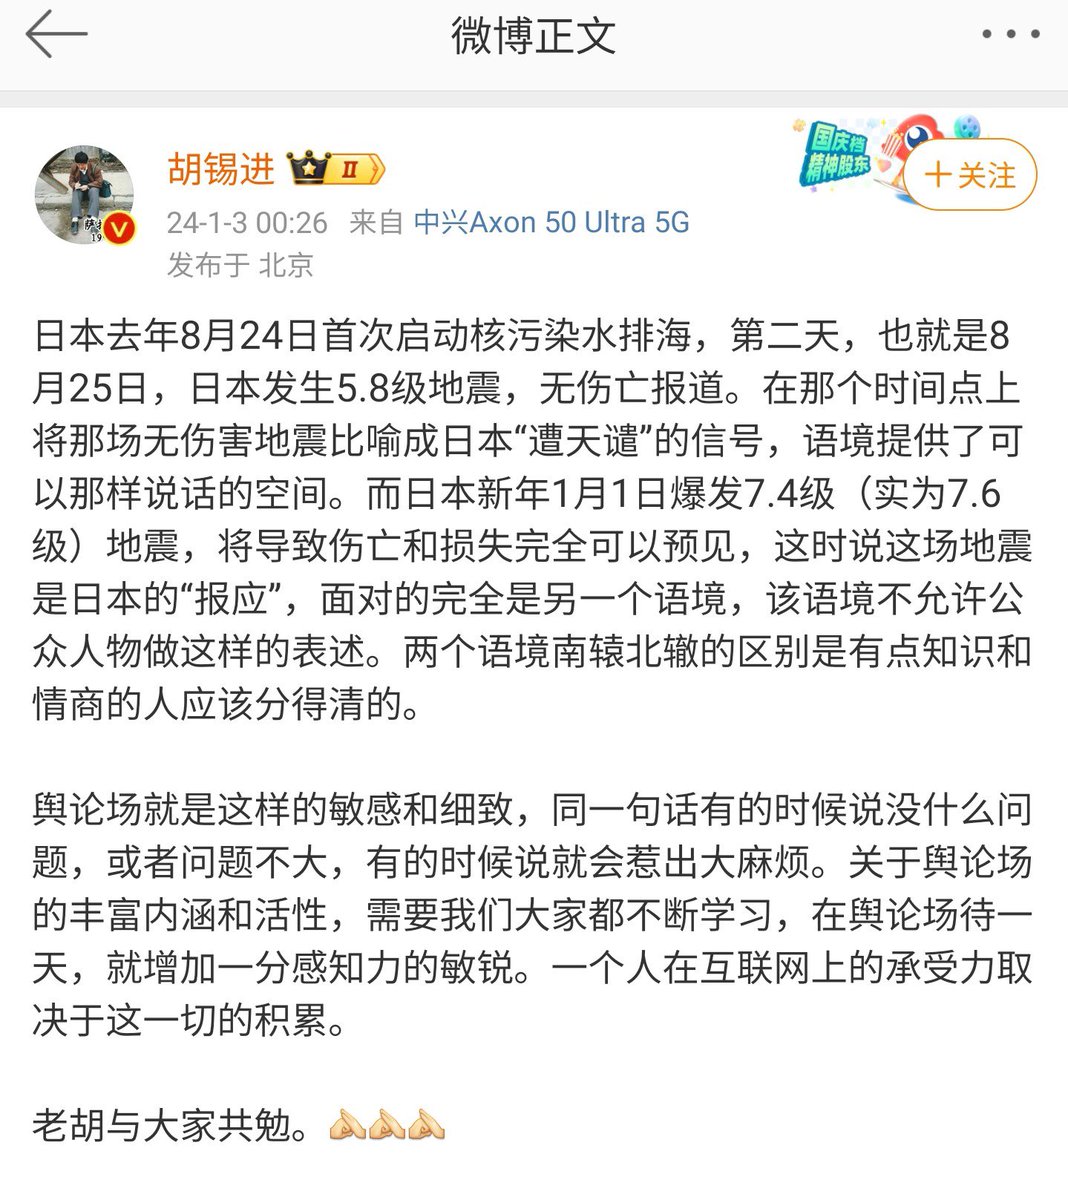 微博正文
国庆档
精神股东
胡锡进 II
＋关注
24-1-3 00:26 来自 中兴Axon 50 Ultra 5G
发布于 北京
日本去年8月24日首次启动核污染水排海，第二天，也就是8
月25日，日本发生5.8级地震，无伤亡报道。在那个时间点上
将那场无伤害地震比喻成日本“遭天谴”的信号，语境提供了可
以那样说话的空间。而日本新年1月1日爆发7.4级（实为7.6
级）地震，将导致伤亡和损失完全可以预见，这时说这场地震
是日本的“报应”，面对的完全是另一个语境，该语境不允许公
众人物做这样的表述。两个语境南辕北辙的区别是有点知识和
情商的人应该分得清的。
舆论场就是这样的敏感和细致，同一句话有的时候说没什么问
题，或者问题不大，有的时候说就会惹出大麻烦。关于舆论场
的丰富内涵和活性，需要我们大家都不断学习，在舆论场待一
天，就增加一分感知力的敏锐。一个人在互联网上的承受力取
决于这一切的积累。
老胡与大家共勉。